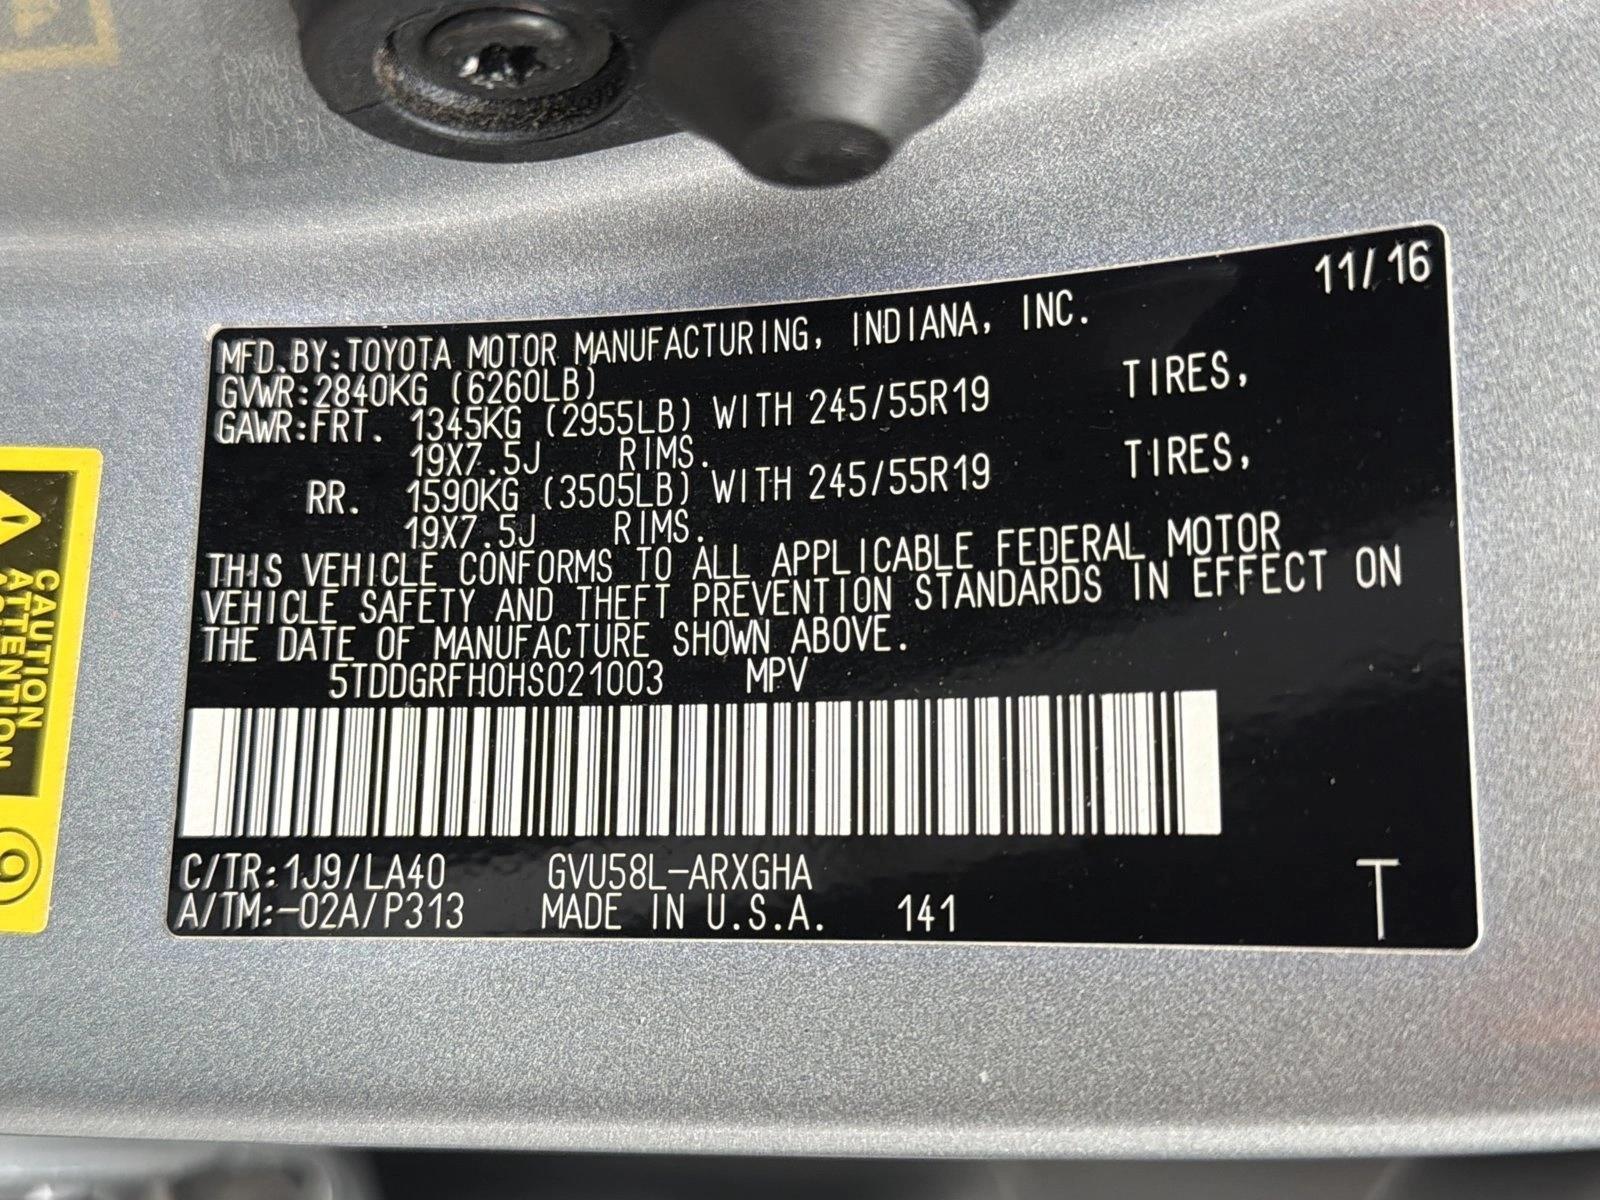 11/16
MFD.BY:TOYOTA MOTOR MANUFACTURING, INDIANA, INC.
GVWR:2840KG (6260LB)
GAWR:FRT. 1345KG (2955LB) WITH 245/55R19 TIRES,
19X7.5J RIMS.
RR. 1590KG (3505LB) WITH 245/55R19 TIRES,
19X7.5J RIMS.
THIS VEHICLE CONFORMS TO ALL APPLICABLE FEDERAL MOTOR
VEHICLE SAFETY AND THEFT PREVENTION STANDARDS IN EFFECT ON
THE DATE OF MANUFACTURE SHOWN ABOVE.
5TDDGRFH0HS021003 MPV
C/TR:1J9/LA40 GVU58L-ARXGHA
A/TM:-02A/P313 MADE IN U.S.A. 141 T
CAUTION
ATTENTION